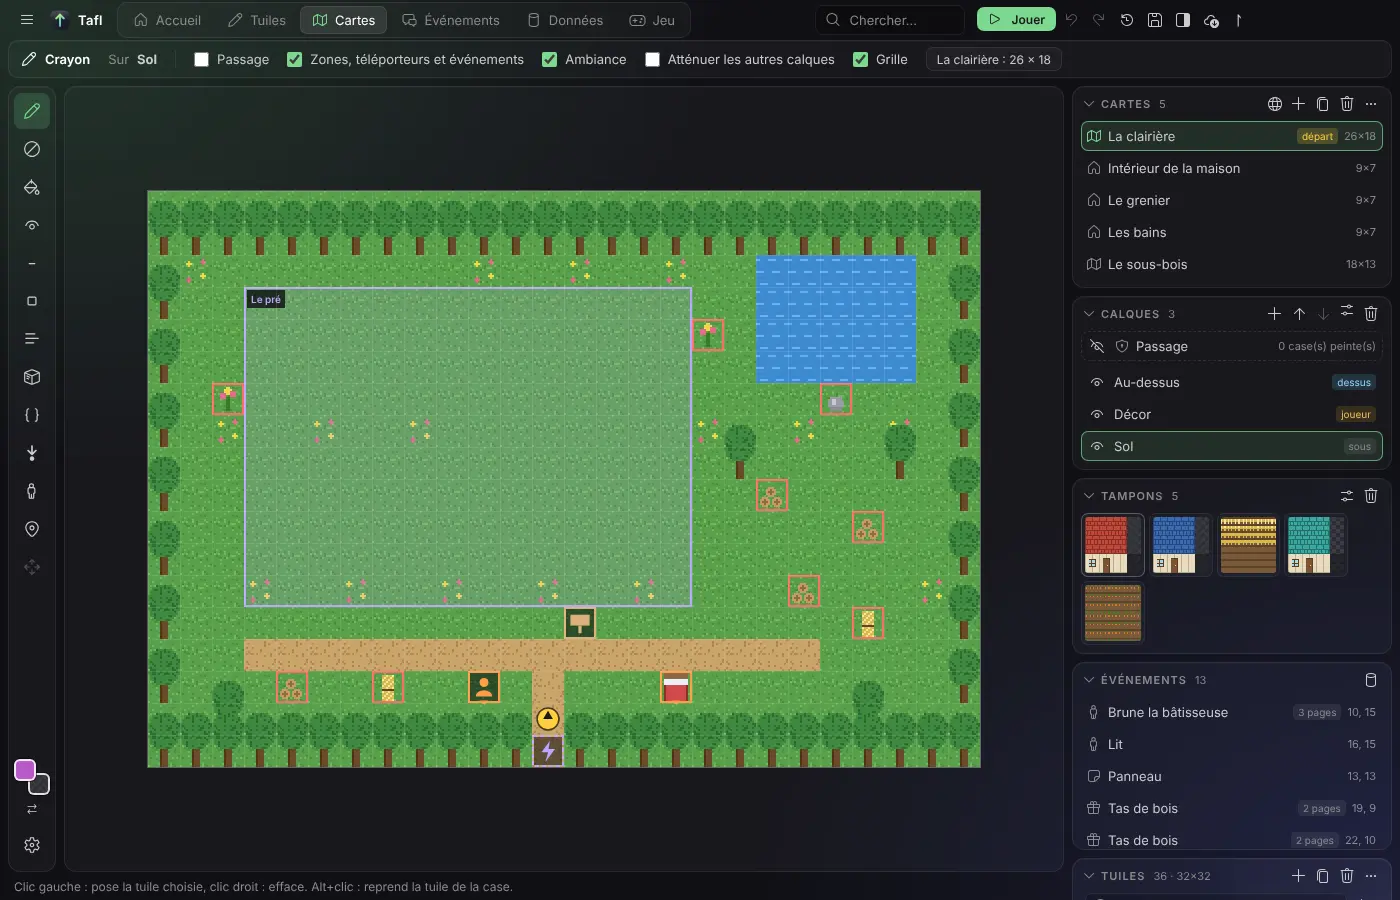 Tafl
Accueil
Tuiles
Cartes
Événements
Données
Jeu
Chercher...
Jouer
Crayon
Sur Sol
Passage
Zones, téléporteurs et événements
Ambiance
Atténuer les autres calques
Grille
La clairière : 26 × 18
Le pré
CARTES 5
La clairière départ 26×18
Intérieur de la maison 9×7
Le grenier 9×7
Les bains 9×7
Le sous-bois 18×13
CALQUES 3
Passage 0 case(s) peinte(s)
Au-dessus dessus
Décor joueur
Sol sous
TAMPONS 5
ÉVÉNEMENTS 13
Brune la bâtisseuse 3 pages 10, 15
Lit 16, 15
Panneau 13, 13
Tas de bois 2 pages 19, 9
Tas de bois 2 pages 22, 10
TUILES 36 · 32×32
Clic gauche : pose la tuile choisie, clic droit : efface. Alt+clic : reprend la tuile de la case.